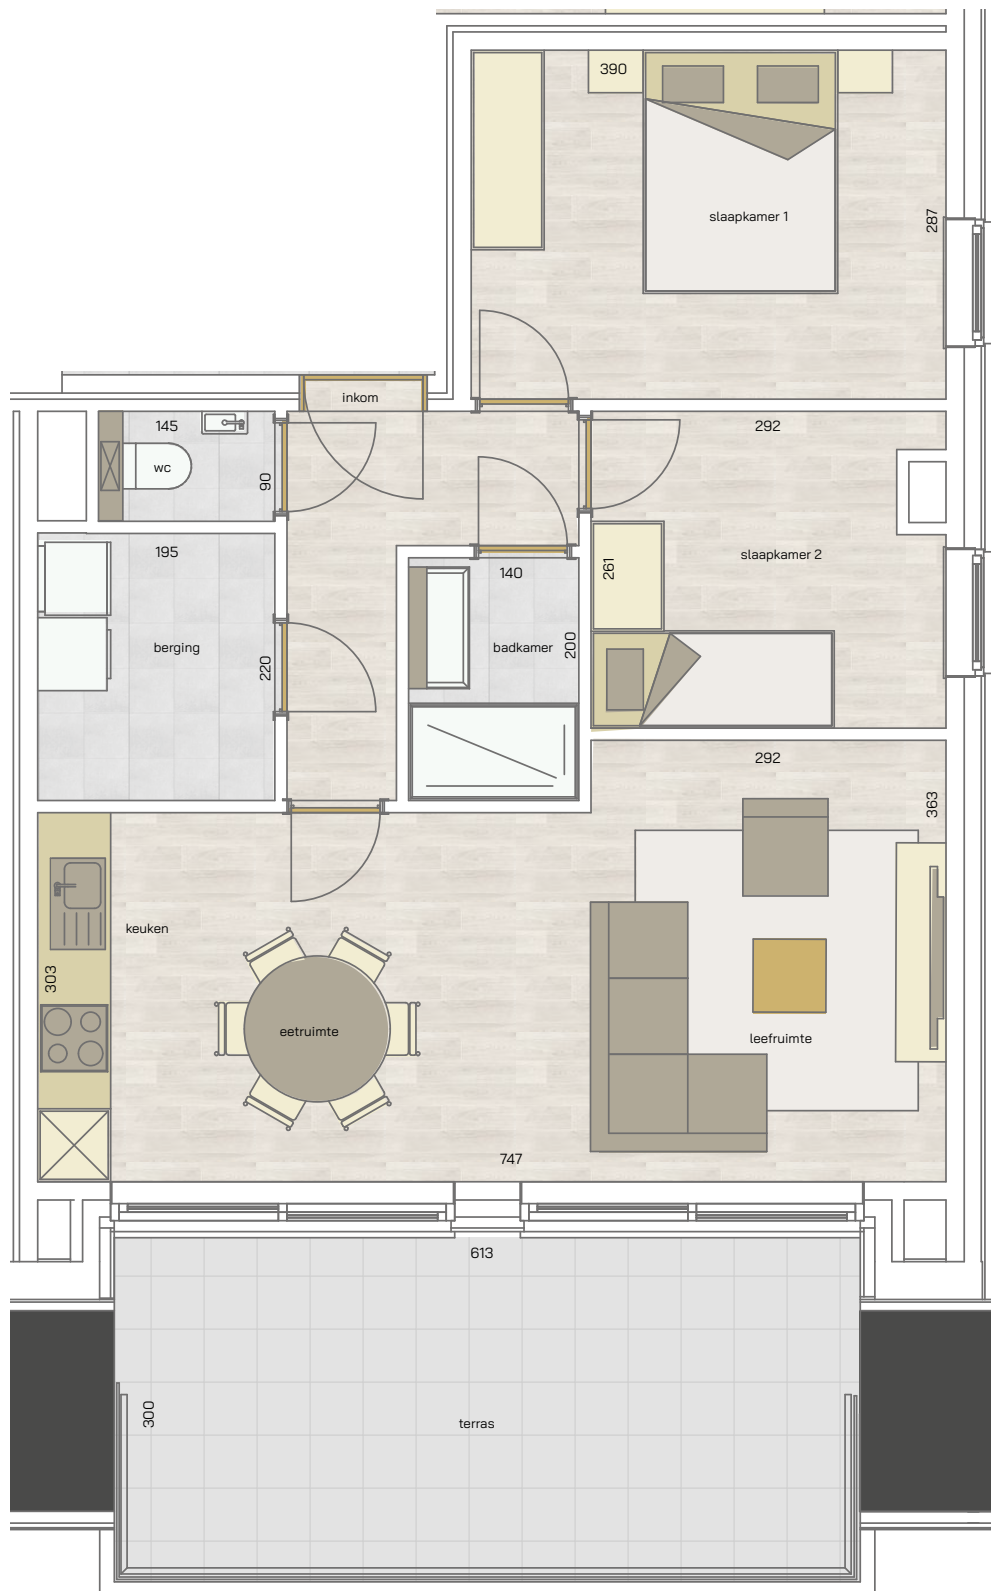 390
slaapkamer 1
287
inkom
145
wc
90
292
slaapkamer 2
261
195
berging
220
140
badkamer
200
292
363
keuken
303
eetruimte
leefruimte
747
613
300
terras